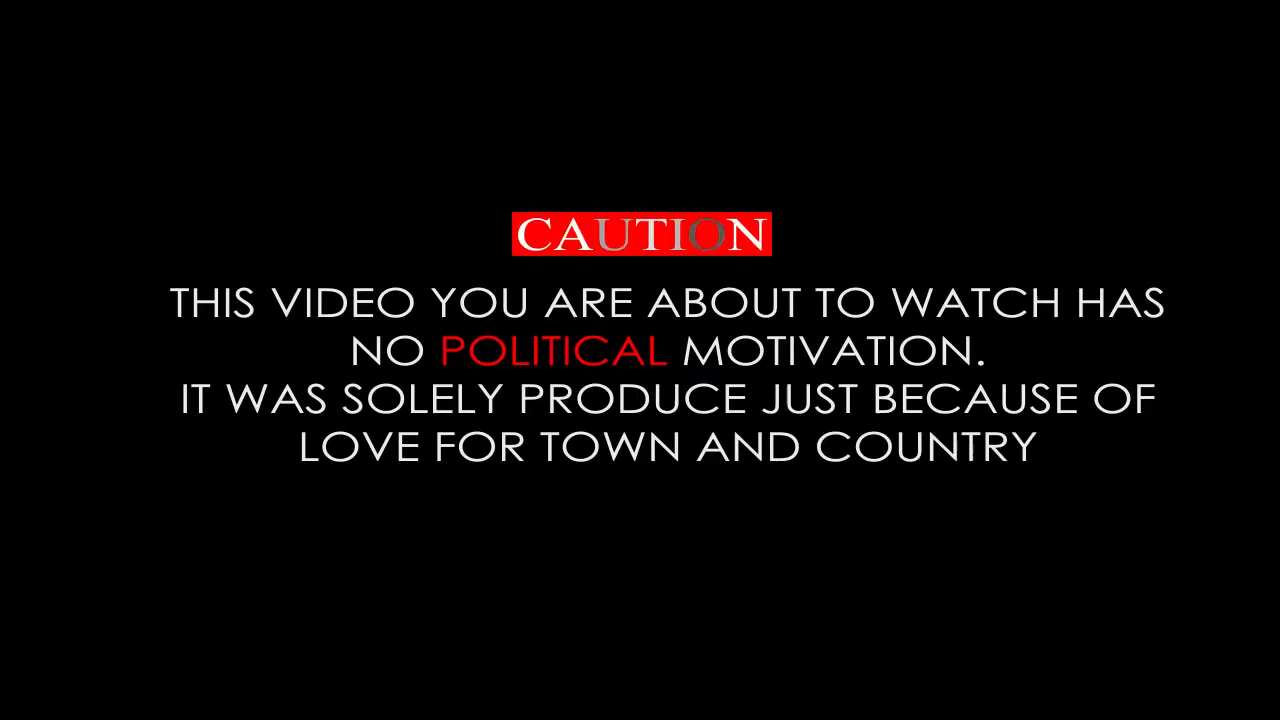 CAUTION
THIS VIDEO YOU ARE ABOUT TO WATCH HAS
NO POLITICAL MOTIVATION.
IT WAS SOLELY PRODUCE JUST BECAUSE OF
LOVE FOR TOWN AND COUNTRY